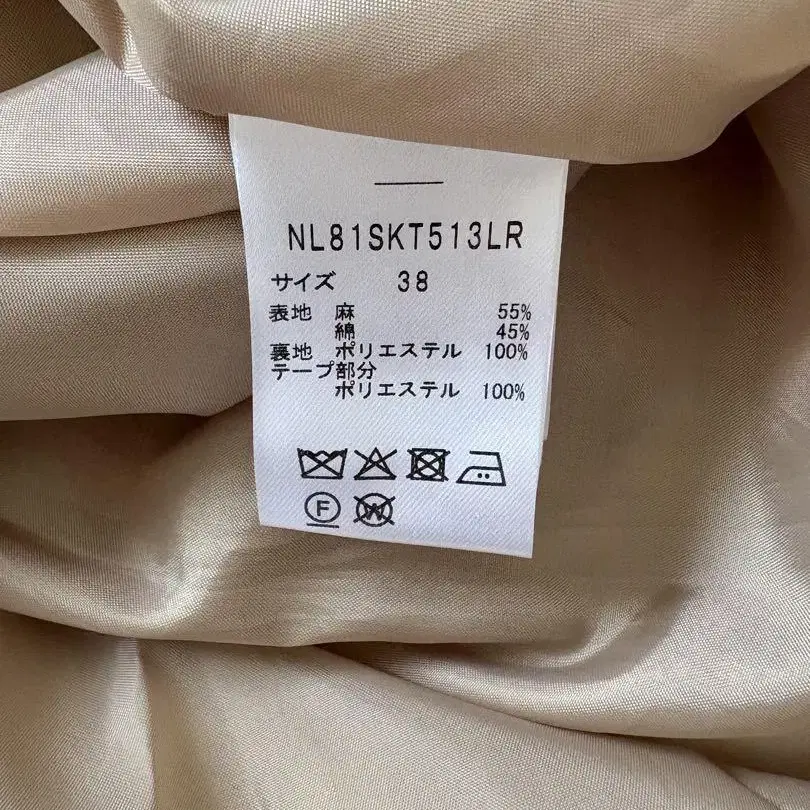 NL81SKT513LR
サイズ 38
表地 麻 55%
綿 45%
裏地 ポリエステル 100%
テープ部分
ポリエステル 100%
F W